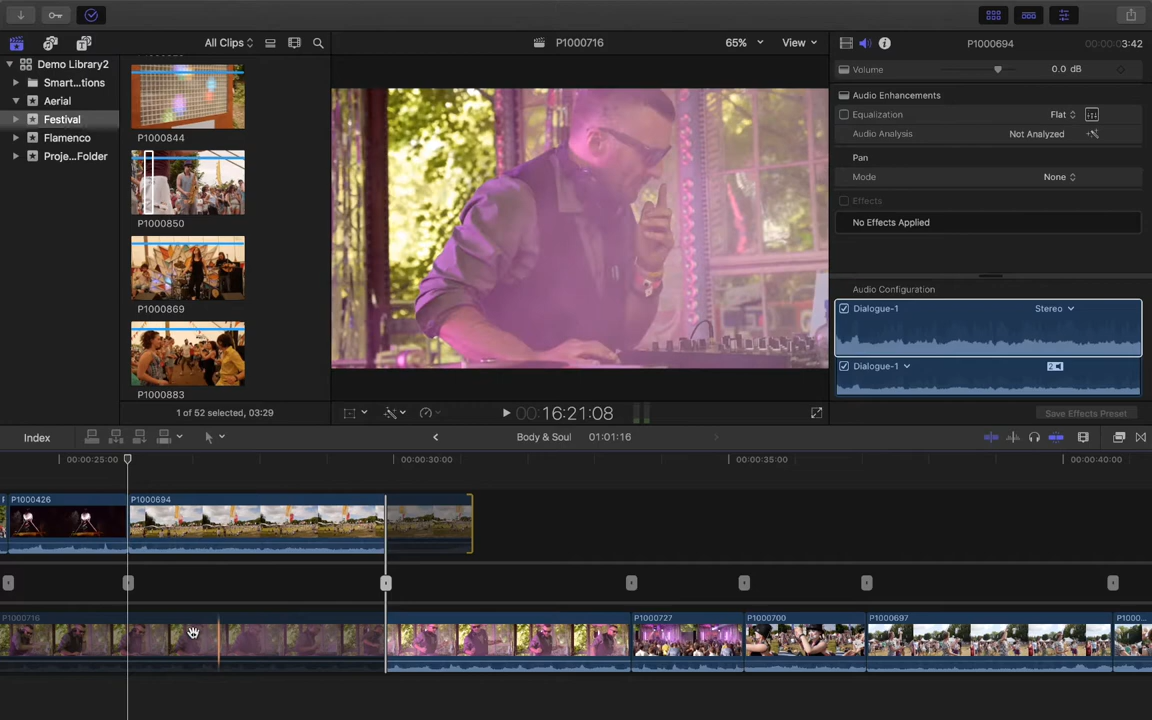 P1000716
65%
View
P1000694
00:00:00:03:42
All Clips
Demo Library2
Smart...tions
Aerial
Festival
Flamenco
Proje...Folder
P1000844
P1000850
P1000869
P1000883
1 of 52 selected, 03:29
Volume
0.0 dB
Audio Enhancements
Equalization
Flat
Audio Analysis
Not Analyzed
Pan
Mode
None
Effects
No Effects Applied
Audio Configuration
Dialogue-1
Stereo
Dialogue-1
2
Save Effects Preset
00:16:21:08
Index
Body & Soul
01:01:16
00:00:25:00
00:00:30:00
00:00:35:00
00:00:40:00
P1000426
P1000694
P1000716
P1000727
P1000700
P1000697
P1000...